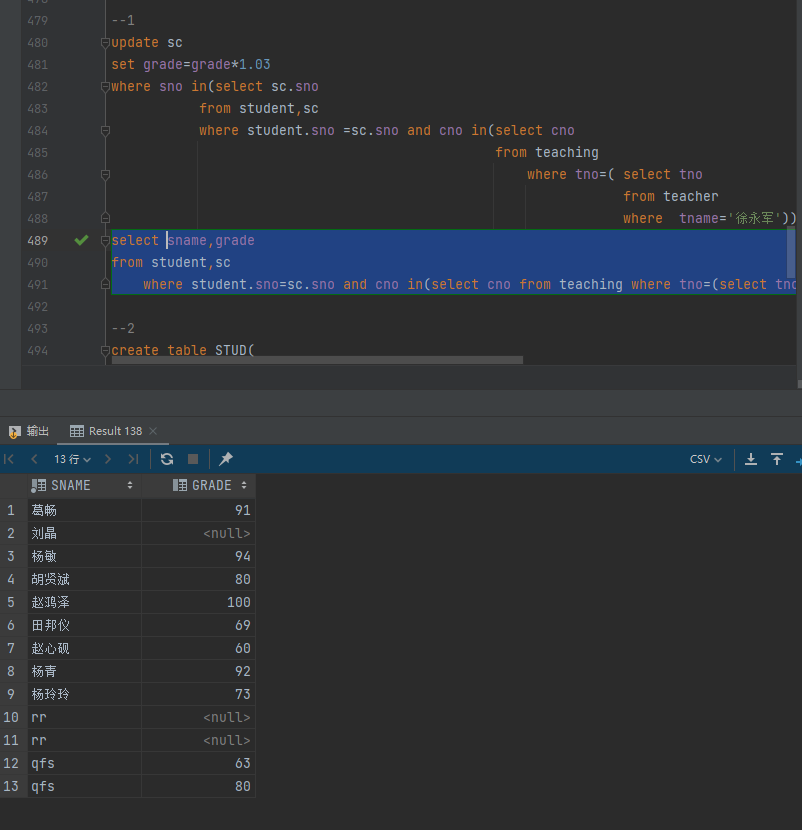 479 --1
480 update sc
481 set grade=grade*1.03
482 where sno in(select sc.sno
483 from student,sc
484 where student.sno =sc.sno and cno in(select cno
485 from teaching
486 where tno=( select tno
487 from teacher
488 where tname='徐永军'))
489 select sname,grade
490 from student,sc
491 where student.sno=sc.sno and cno in(select cno from teaching where tno=(select tno
492
493 --2
494 create table STUD(
输出 Result 138
13 行 CSV
SNAME GRADE
1 葛畅 91
2 刘晶 <null>
3 杨敏 94
4 胡贤斌 80
5 赵鸿泽 100
6 田邦仪 69
7 赵心砚 60
8 杨青 92
9 杨玲玲 73
10 rr <null>
11 rr <null>
12 qfs 63
13 qfs 80